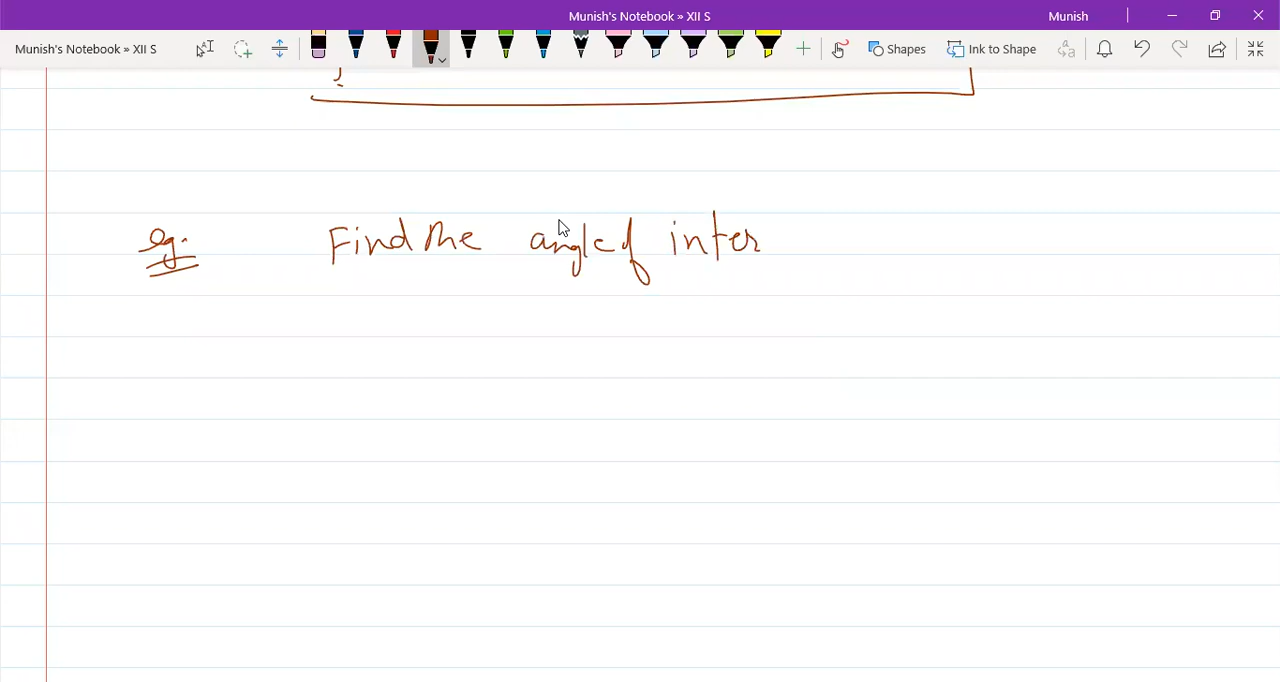 Munish's Notebook » XII S
Munish
Munish's Notebook » XII S
Shapes
Ink to Shape
eg. Find the angle of inter